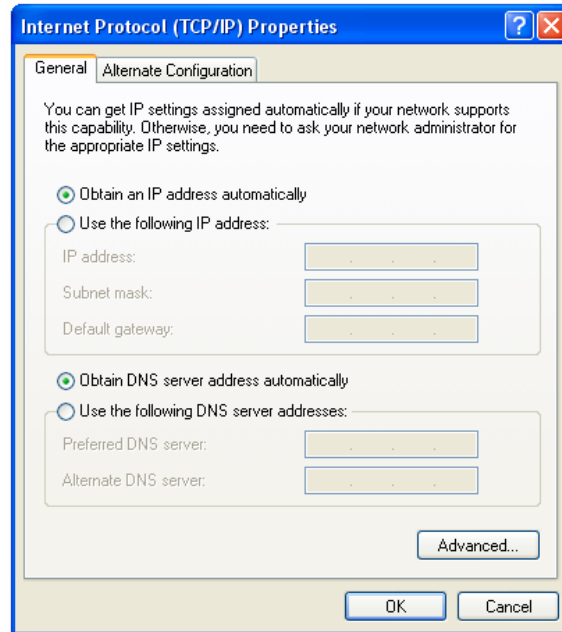 Internet Protocol (TCP/IP) Properties
General
Alternate Configuration
You can get IP settings assigned automatically if your network supports
this capability. Otherwise, you need to ask your network administrator for
the appropriate IP settings.
Obtain an IP address automatically
Use the following IP address:
IP address:
Subnet mask:
Default gateway:
Obtain DNS server address automatically
Use the following DNS server addresses:
Preferred DNS server:
Alternate DNS server:
Advanced...
OK
Cancel